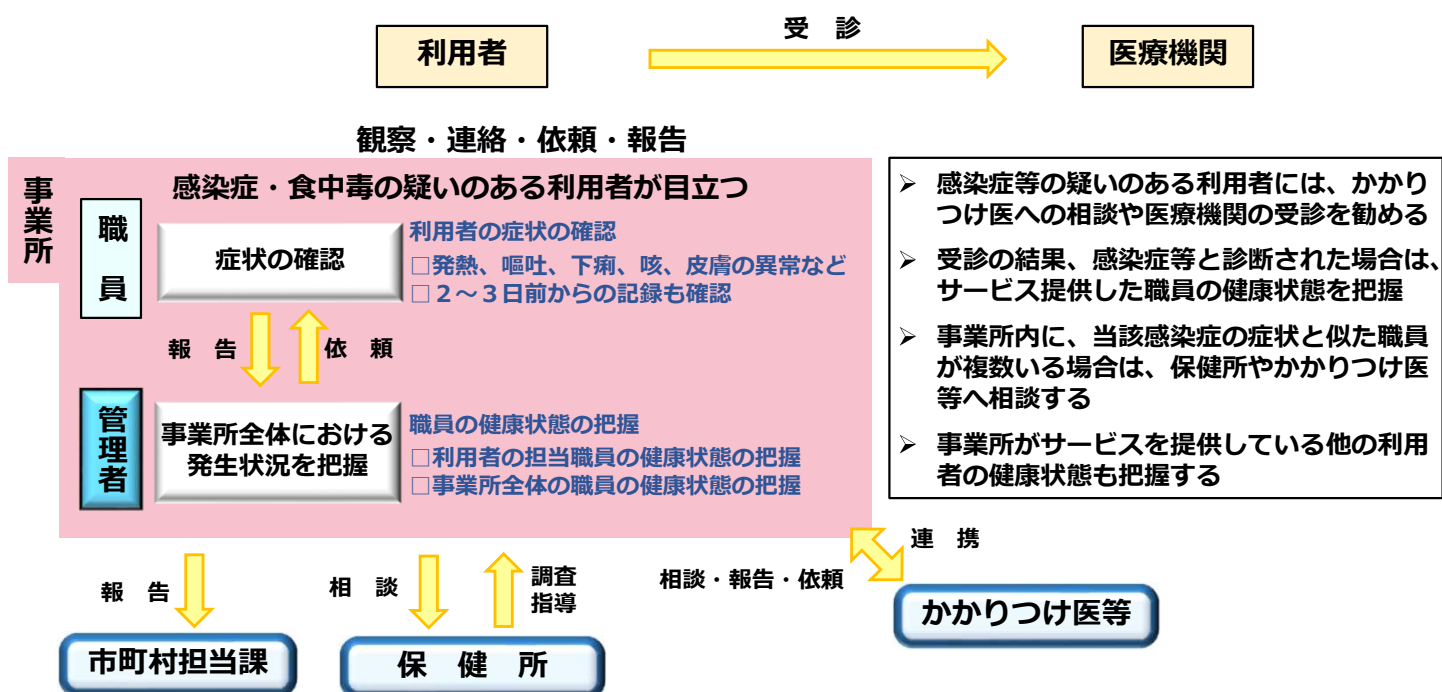 受 診
利用者
医療機関
観察・連絡・依頼・報告
事業所
感染症・食中毒の疑いのある利用者が目立つ
職員
症状の確認
利用者の症状の確認
□発熱、嘔吐、下痢、咳、皮膚の異常など
□２～３日前からの記録も確認
報 告
依 頼
管理者
事業所全体における
発生状況を把握
職員の健康状態の把握
□利用者の担当職員の健康状態の把握
□事業所全体の職員の健康状態の把握
➢ 感染症等の疑いのある利用者には、かかり
つけ医への相談や医療機関の受診を勧める
➢ 受診の結果、感染症等と診断された場合は、
サービス提供した職員の健康状態を把握
➢ 事業所内に、当該感染症の症状と似た職員
が複数いる場合は、保健所やかかりつけ医
等へ相談する
➢ 事業所がサービスを提供している他の利用
者の健康状態も把握する
報 告
相 談
調査
指導
相談・報告・依頼
連 携
市町村担当課
保 健 所
かかりつけ医等